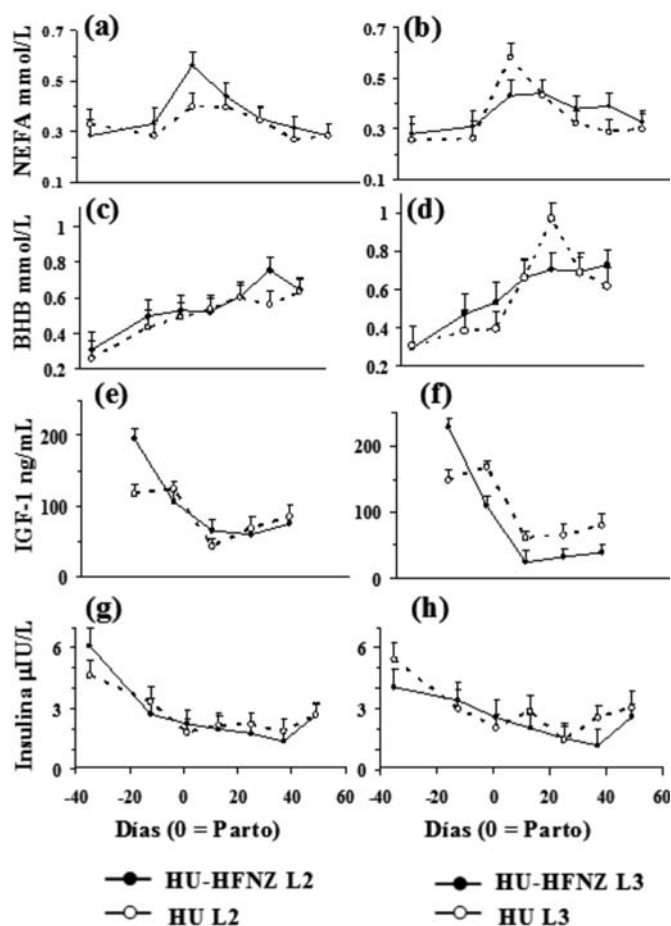 (a) (b)
NEFA mmol/L
0.7 0.7
0.5 0.5
0.3 0.3
0.1 0.1
(c) (d)
BHB mmol/L
1 1
0.8 0.8
0.6 0.6
0.4 0.4
0.2 0.2
(e) (f)
IGF-1 ng/mL
200 200
100 100
0 0
(g) (h)
Insulina µIU/L
6 6
3 3
0 0
-40 -20 0 20 40 60 -40 -20 0 20 40 60
Días (0 = Parto) Días (0 = Parto)
HU-HFNZ L2 HU-HFNZ L3
HU L2 HU L3